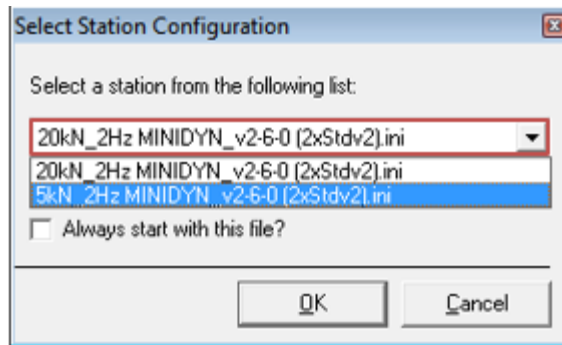 Select Station Configuration
Select a station from the following list:
20kN_2Hz MINIDYN_v2-6-0 (2xStdv2).ini
20kN_2Hz MINIDYN_v2-6-0 (2xStdv2).ini
5kN_2Hz MINIDYN_v2-6-0 (2xStdv2).ini
Always start with this file?
OK Cancel